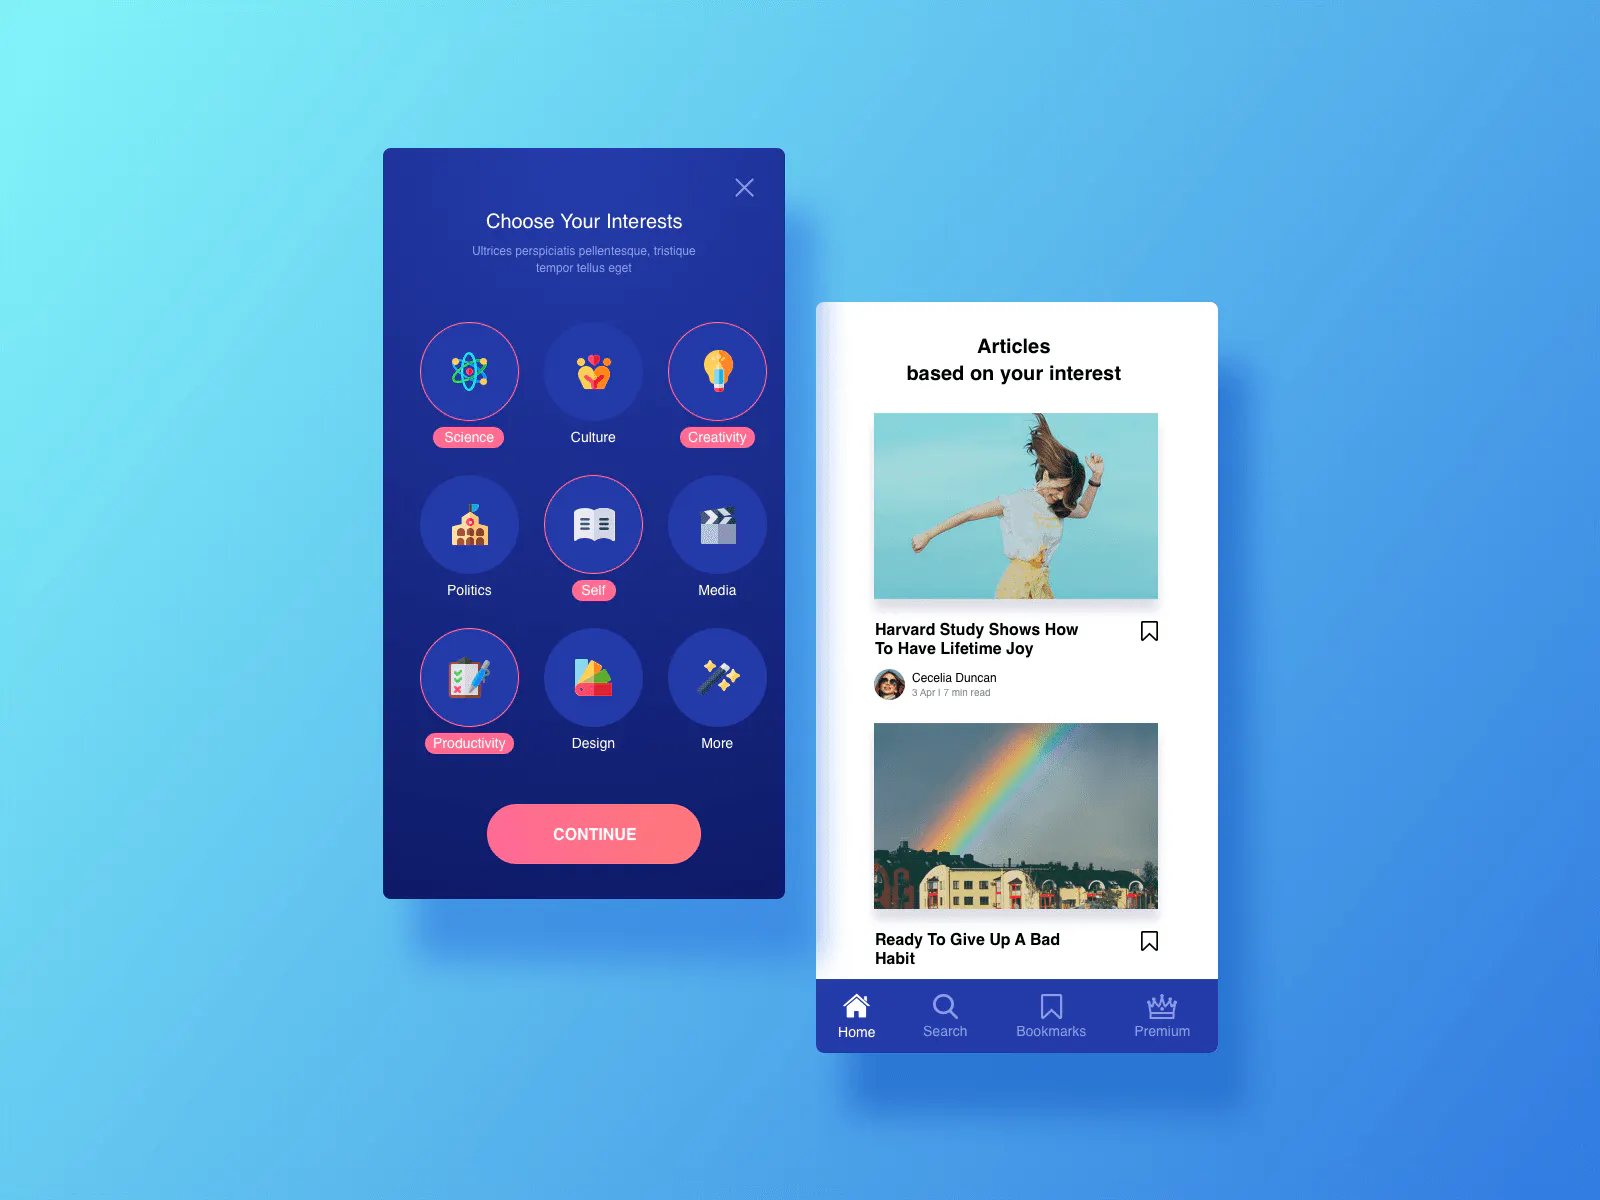 Choose Your Interests
Ultrices perspiciatis pellentesque, tristique
tempor tellus eget
Science
Culture
Creativity
Politics
Self
Media
Productivity
Design
More
CONTINUE
Articles
based on your interest
Harvard Study Shows How
To Have Lifetime Joy
Cecelia Duncan
3 Apr I 7 min read
Ready To Give Up A Bad
Habit
Home
Search
Bookmarks
Premium